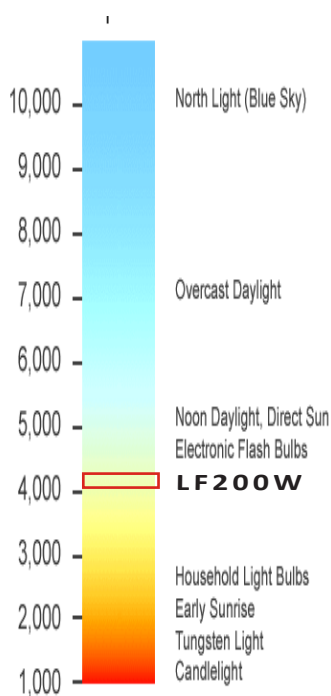 10,000 North Light (Blue Sky)
9,000
8,000
7,000 Overcast Daylight
6,000
5,000 Noon Daylight, Direct Sun
Electronic Flash Bulbs
LF200W
4,000
3,000
Household Light Bulbs
2,000 Early Sunrise
Tungsten Light
1,000 Candlelight